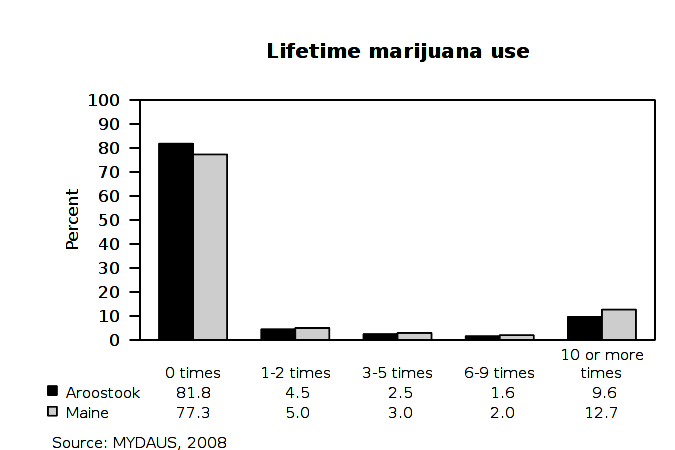 Lifetime marijuana use
100
90
80
70
60
50
40
30
20
10
0
Percent
0 times 1-2 times 3-5 times 6-9 times 10 or more times
Aroostook 81.8 4.5 2.5 1.6 9.6
Maine 77.3 5.0 3.0 2.0 12.7
Source: MYDAUS, 2008